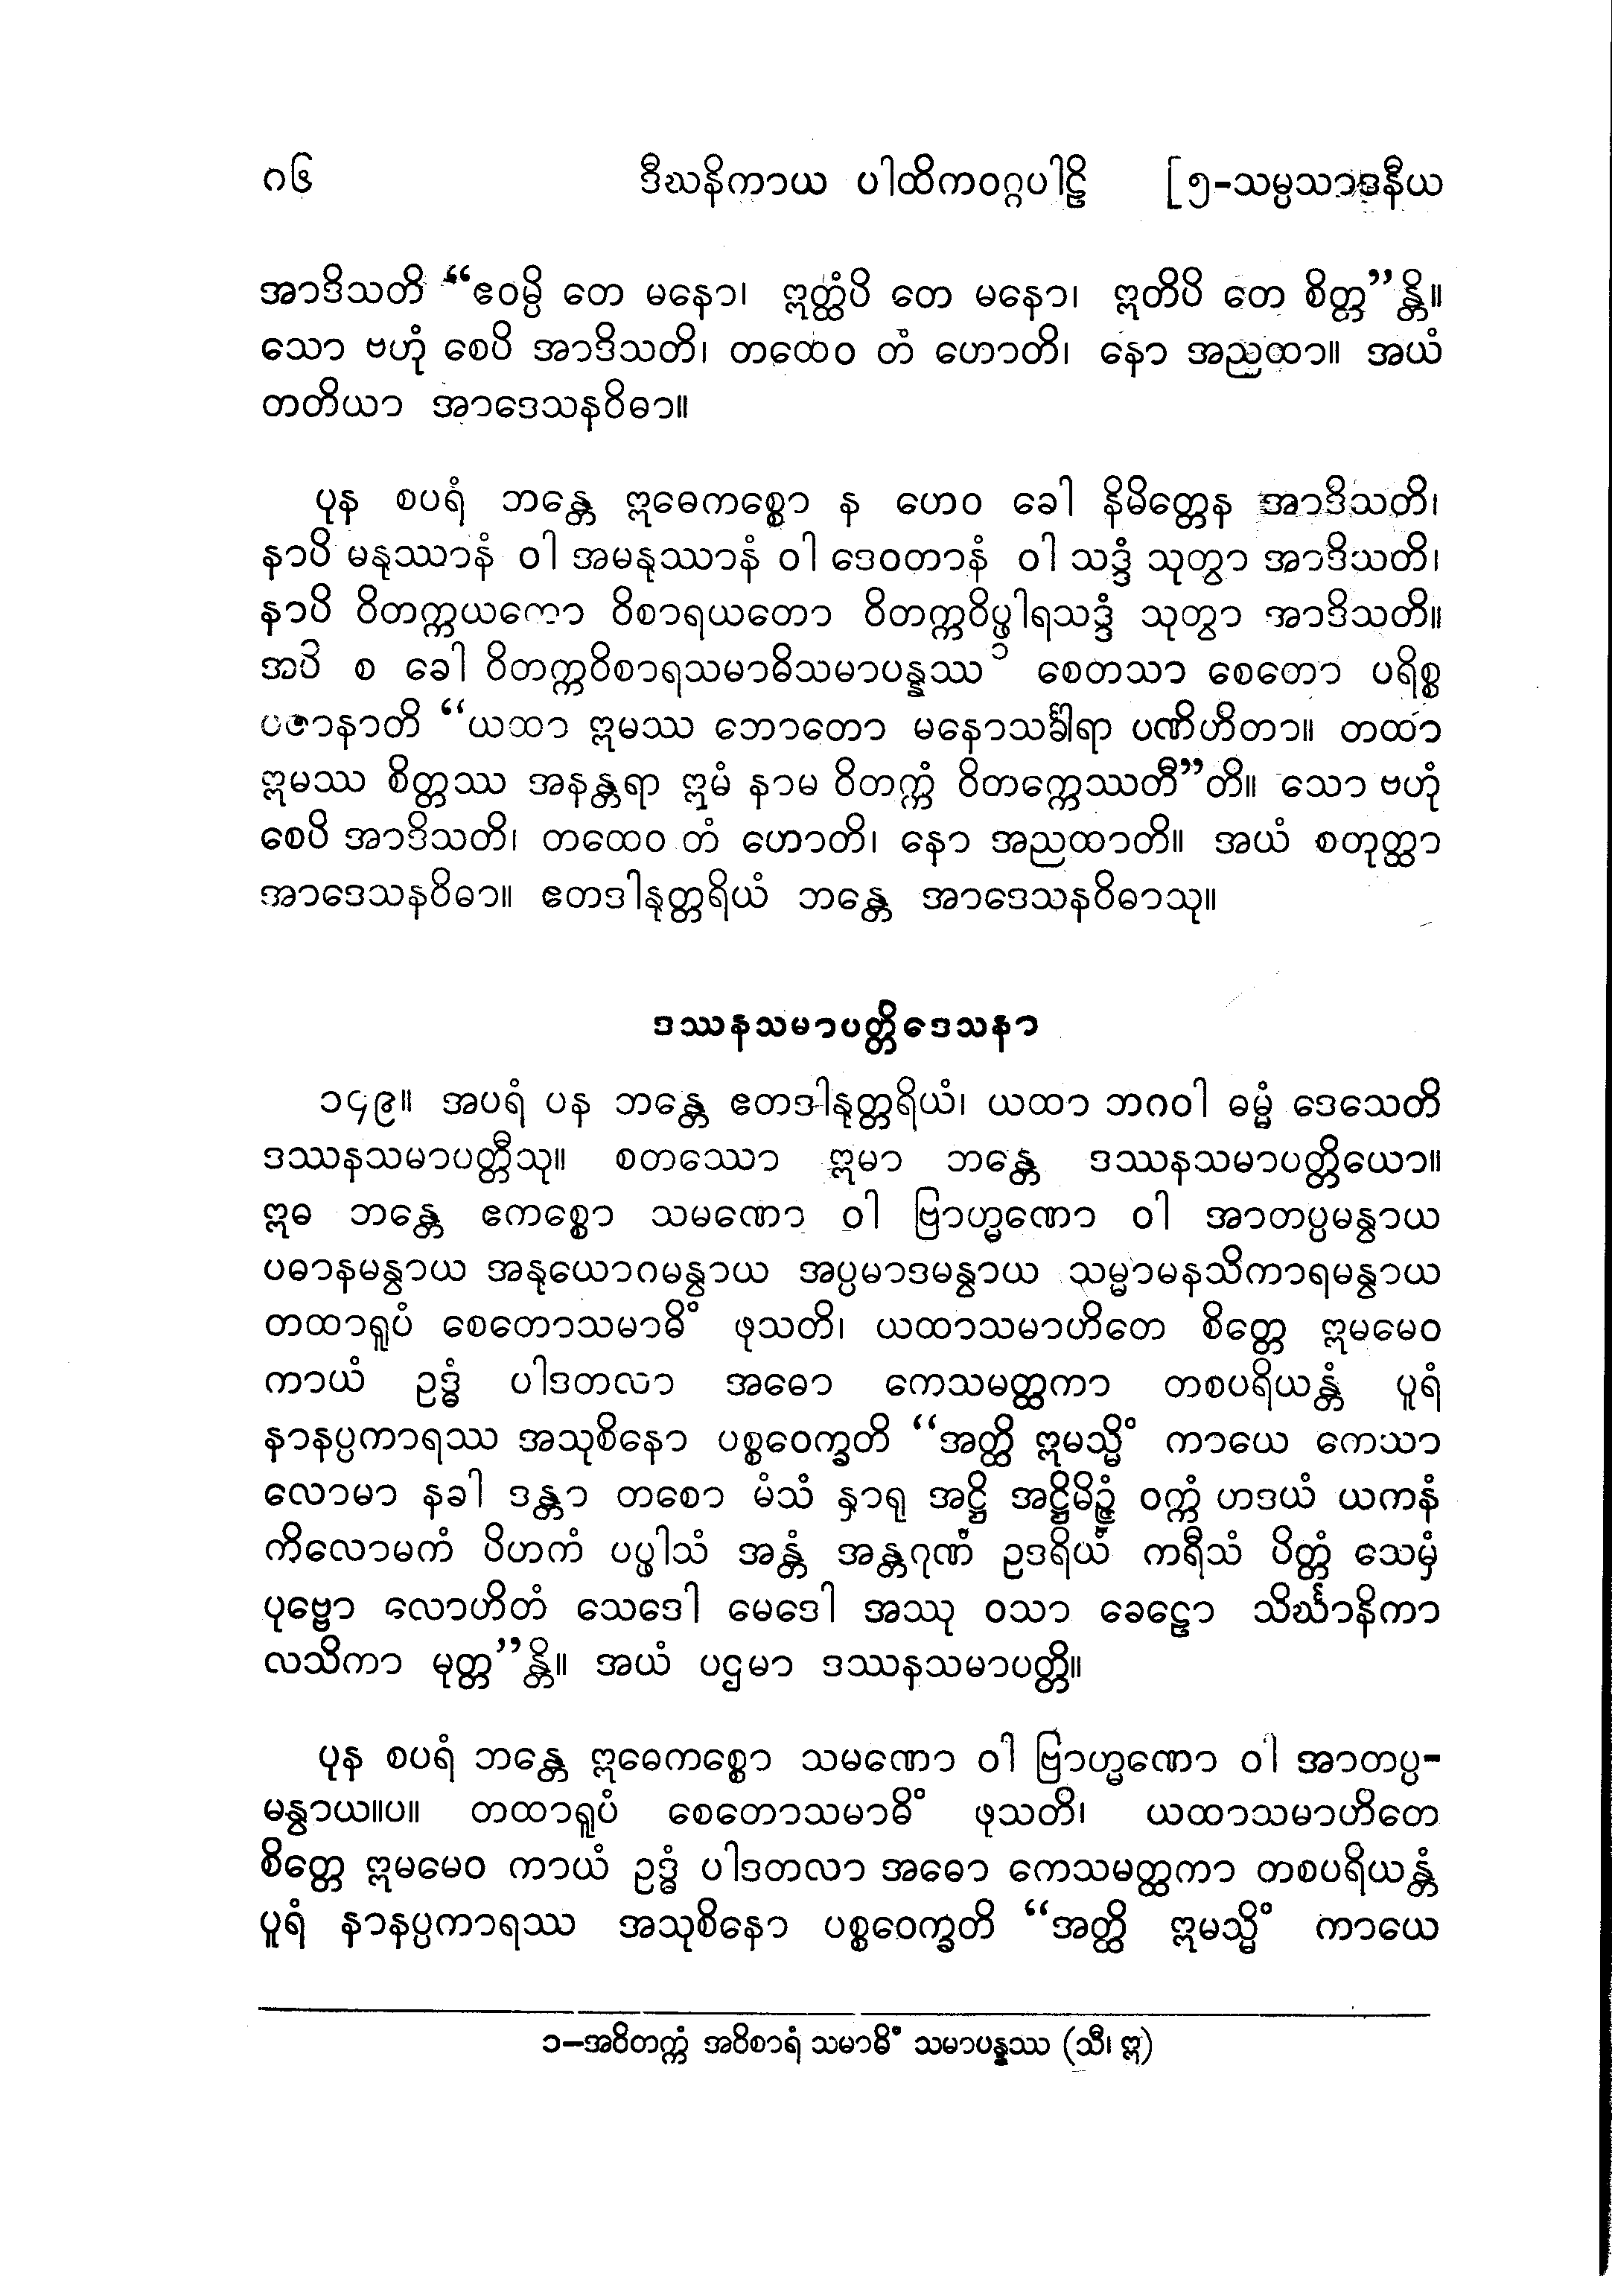 ၈၆ ဒီဃနိကာယ ပါထိကဝဂ္ဂပါဠိ [၅-သမ္ပသာဒနီယ
အာဒိသတိ “ဧဝမ္ပိ တေ မနော၊ ဣတ္ထံပိ တေ မနော၊ ဣတိပိ တေ စိတ္တ”န္တိ။
သော ဗဟုံ စေပိ အာဒိသတိ၊ တထေဝ တံ ဟောတိ၊ နော အညထာ။ အယံ
တတိယာ အာဒေသနဝိဓာ။
ပုန စပရံ ဘန္တေ ဣဓေကစ္စော န ဟေဝ ခေါ နိမိတ္တေန အာဒိသတိ၊
နာပိ မနုဿာနံ ဝါ အမနုဿာနံ ဝါ ဒေဝတာနံ ဝါ သဒ္ဒံ သုတွာ အာဒိသတိ၊
နာပိ ဝိတက္ကယတော ဝိစာရယတော ဝိတက္ကဝိပ္ဖါရသဒ္ဒံ သုတွာ အာဒိသတိ။
အပိ စ ခေါ ဝိတက္ကဝိစာရသမာဓိသမာပန္နဿ ၁ စေတသာ စေတော ပရိစ္စ
ပဇာနာတိ “ယထာ ဣမဿ ဘောတော မနောသင်္ခါရာ ပဏိဟိတာ။ တထာ
ဣမဿ စိတ္တဿ အနန္တရာ ဣမံ နာမ ဝိတက္ကံ ဝိတက္ကေဿတီ”တိ။ သော ဗဟုံ
စေပိ အာဒိသတိ၊ တထေဝ တံ ဟောတိ၊ နော အညထာတိ။ အယံ စတုတ္ထာ
အာဒေသနဝိဓာ။ ဧတဒါနုတ္တရိယံ ဘန္တေ အာဒေသနဝိဓာသု။
ဒဿနသမာပတ္တိဒေသနာ
၁၄၉။ အပရံ ပန ဘန္တေ ဧတဒါနုတ္တရိယံ၊ ယထာ ဘဂဝါ ဓမ္မံ ဒေသေတိ
ဒဿနသမာပတ္တီသု။ စတဿော ဣမာ ဘန္တေ ဒဿနသမာပတ္တိယော။
ဣဓ ဘန္တေ ဧကစ္စော သမဏော ဝါ ဗြာဟ္မဏော ဝါ အာတပ္ပမန္ွာယ
ပဓာနမန္ွာယ အနုယောဂမန္ွာယ အပ္ပမာဒမန္ွာယ သမ္မာမနသိကာရမန္ွာယ
တထာရူပံ စေတောသမာဓိံ ဖုသတိ၊ ယထာသမာဟိတေ စိတ္တေ ဣမမေဝ
ကာယံ ဥဒ္ဓံ ပါဒတလာ အဓော ကေသမတ္ထကာ တစပရိယန္တံ ပူရံ
နာနပ္ပကာရဿ အသုစိနော ပစ္စဝေက္ခတိ “အတ္ထိ ဣမသ္မိံ ကာယေ ကေသာ
လောမာ နခါ ဒန္တာ တစော မံသံ နှာရု အဋ္ဌိ အဋ္ဌိမိဉ္ဇံ ဝက္ကံ ဟဒယံ ယကနံ
ကိလောမကံ ပိဟကံ ပပ္ဖါသံ အန္တံ အန္တဂုဏံ ဥဒရိယံ ကရီသံ ပိတ္တံ သေမှံ
ပုဗ္ဗော လောဟိတံ သေဒေါ မေဒေါ အဿု ဝသာ ခေဠော သိင်္ဃာနိကာ
လသိကာ မုတ္တ”န္တိ။ အယံ ပဌမာ ဒဿနသမာပတ္တိ။
ပုန စပရံ ဘန္တေ ဣဓေကစ္စော သမဏော ဝါ ဗြာဟ္မဏော ဝါ အာတပ္ပ-
မန္ွာယ။ပ။ တထာရူပံ စေတောသမာဓိံ ဖုသတိ၊ ယထာသမာဟိတေ
စိတ္တေ ဣမမေဝ ကာယံ ဥဒ္ဓံ ပါဒတလာ အဓော ကေသမတ္ထကာ တစပရိယန္တံ
ပူရံ နာနပ္ပကာရဿ အသုစိနော ပစ္စဝေက္ခတိ “အတ္ထိ ဣမသ္မိံ ကာယေ
၁—အဝိတက္ကံ အဝိစာရံ သမာဓိံ သမာပန္နဿ (သီ၊ ဣ)